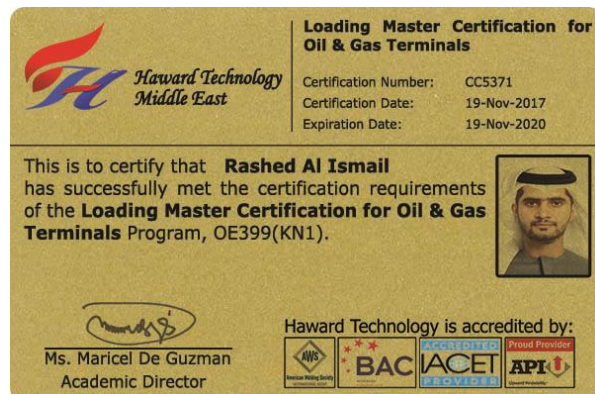 Haward Technology
Middle East
Loading Master Certification for
Oil & Gas Terminals
Certification Number: CC5371
Certification Date: 19-Nov-2017
Expiration Date: 19-Nov-2020
This is to certify that Rashed Al Ismail
has successfully met the certification requirements
of the Loading Master Certification for Oil & Gas
Terminals Program, OE399(KN1).
Ms. Maricel De Guzman
Academic Director
Haward Technology is accredited by:
AWS
American Welding Society
BAC
ACCREDITED
IACET
PROVIDER
Proud Provider
API